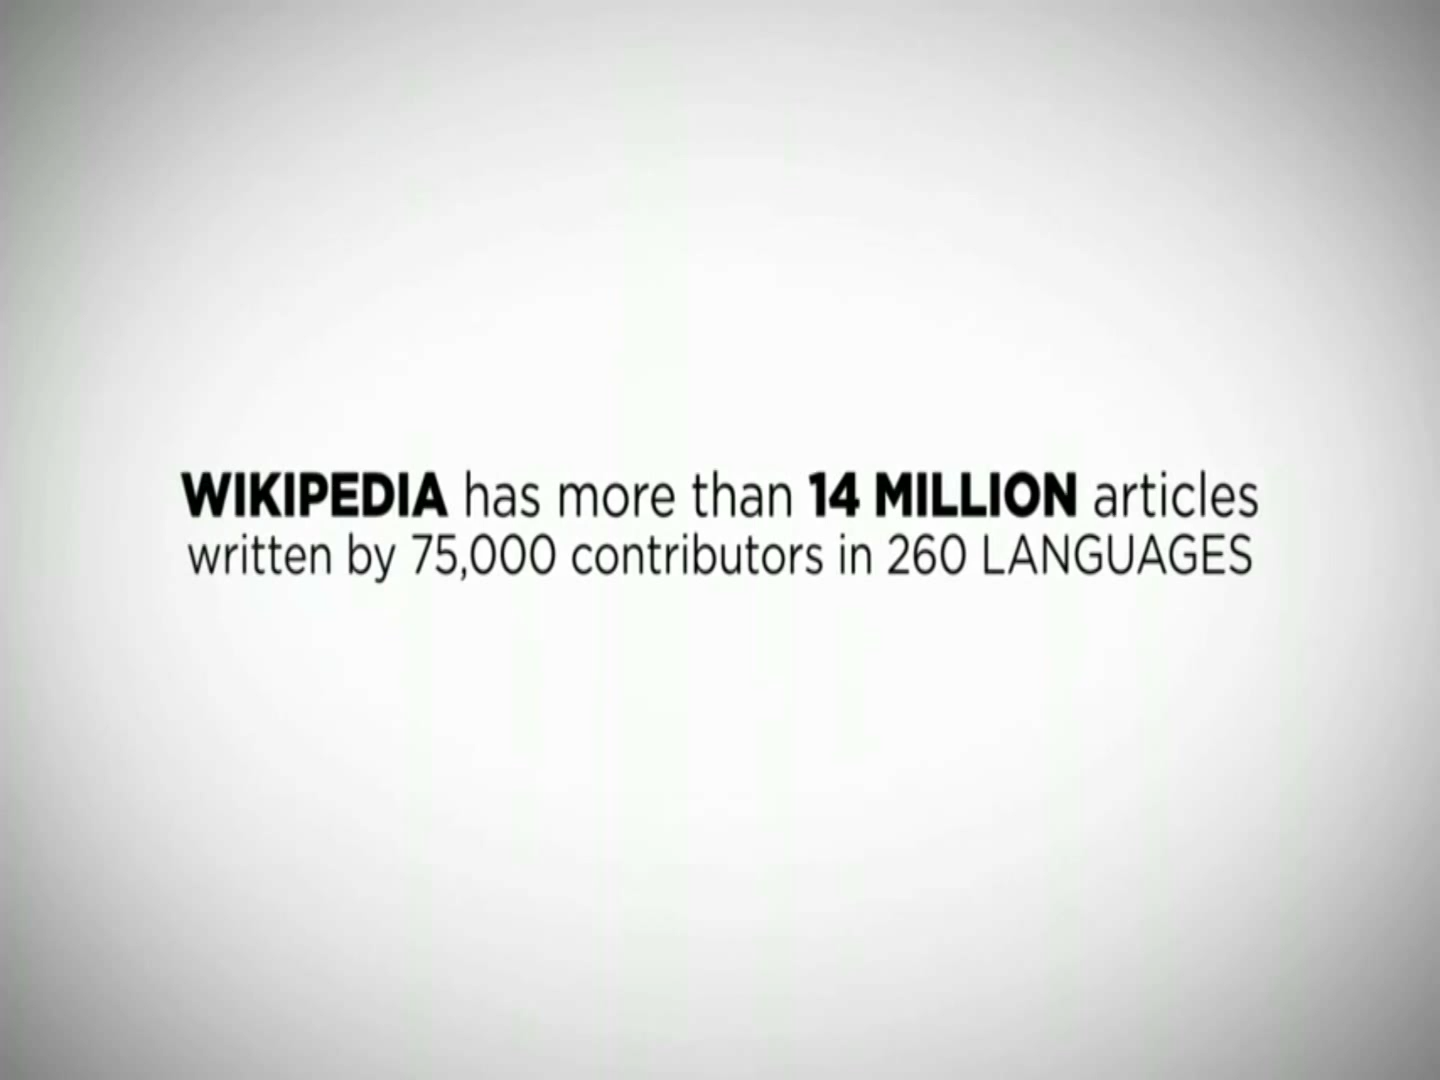 WIKIPEDIA has more than 14 MILLION articles
written by 75,000 contributors in 260 LANGUAGES